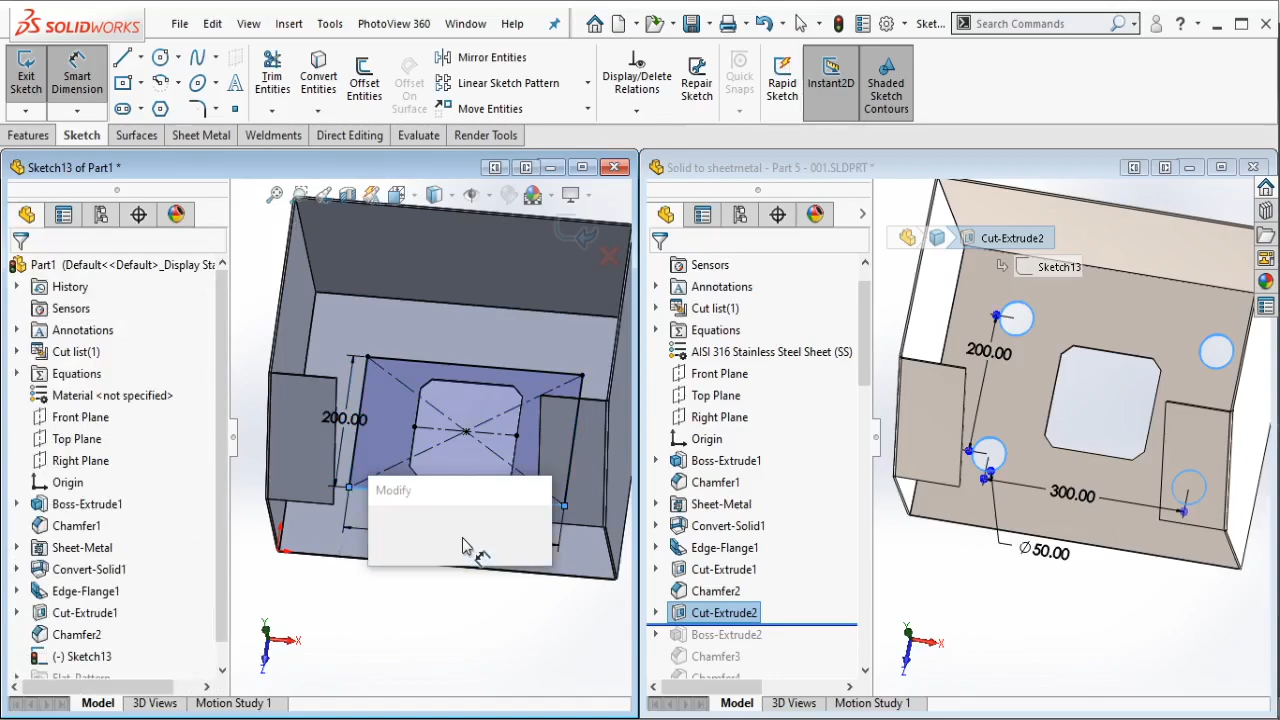 SOLIDWORKS
File
Edit
View
Insert
Tools
PhotoView 360
Window
Help
Sket...
Search Commands
Exit
Sketch
Smart
Dimension
Trim
Entities
Convert
Entities
Offset
Entities
Offset
On
Surface
Mirror Entities
Linear Sketch Pattern
Move Entities
Display/Delete
Relations
Repair
Sketch
Quick
Snaps
Rapid
Sketch
Instant2D
Shaded
Sketch
Contours
Features
Sketch
Surfaces
Sheet Metal
Weldments
Direct Editing
Evaluate
Render Tools
Sketch13 of Part1 *
Part1 (Default<<Default>_Display Sta
History
Sensors
Annotations
Cut list(1)
Equations
Material <not specified>
Front Plane
Top Plane
Right Plane
Origin
Boss-Extrude1
Chamfer1
Sheet-Metal
Convert-Solid1
Edge-Flange1
Cut-Extrude1
Chamfer2
(-) Sketch13
Flat-Pattern
200.00
Modify
Y
X
Z
Model
3D Views
Motion Study 1
Solid to sheetmetal - Part 5 - 001.SLDPRT *
Sensors
Annotations
Cut list(1)
Equations
AISI 316 Stainless Steel Sheet (SS)
Front Plane
Top Plane
Right Plane
Origin
Boss-Extrude1
Chamfer1
Sheet-Metal
Convert-Solid1
Edge-Flange1
Cut-Extrude1
Chamfer2
Cut-Extrude2
Boss-Extrude2
Chamfer3
Chamfer4
Cut-Extrude2
Sketch13
200.00
300.00
Ø50.00
Y
X
Z
Model
3D Views
Motion Study 1